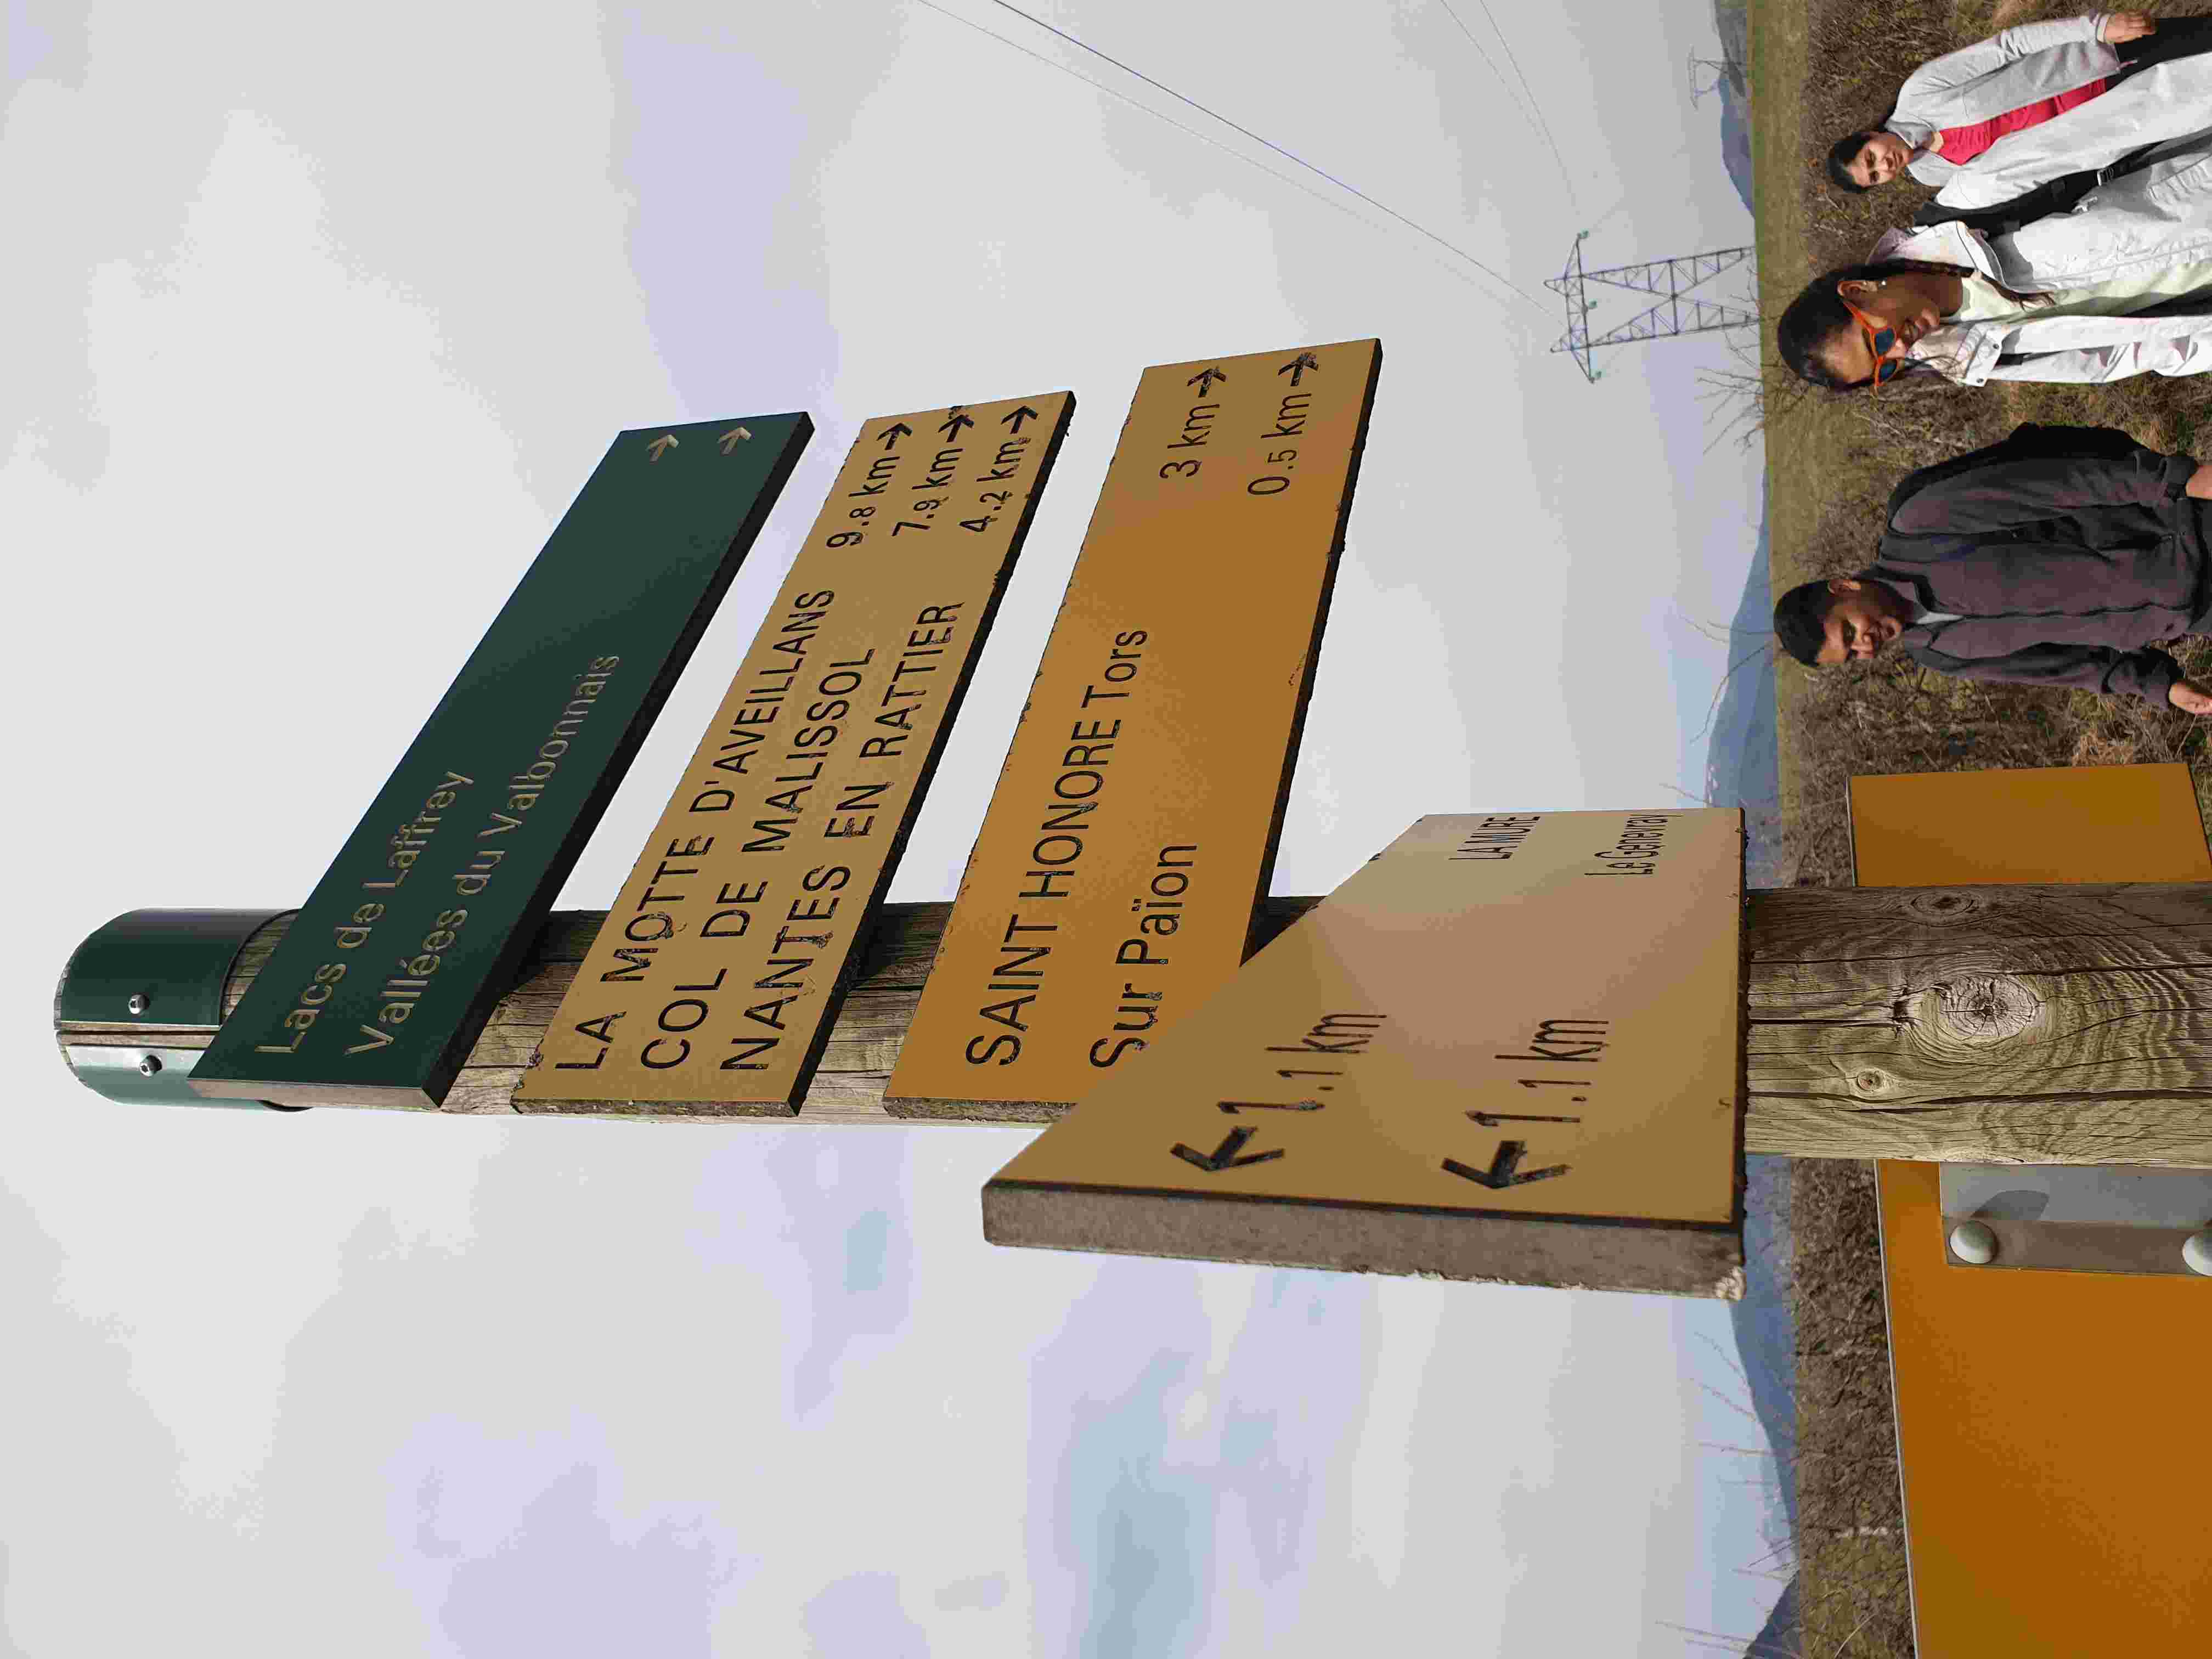 Lacs de Laffrey →
Vallées du Valbonnais →
LA MOTTE D'AVEILLANS 9.8 km →
COL DE MALISSOL 7.9 km →
NANTES EN RATTIER 4.2 km →
SAINT HONORE Tors 3 km →
Sur Païon 0.5 km →
← 1.1 km LA MURE
← 1.1 km Le Genevray